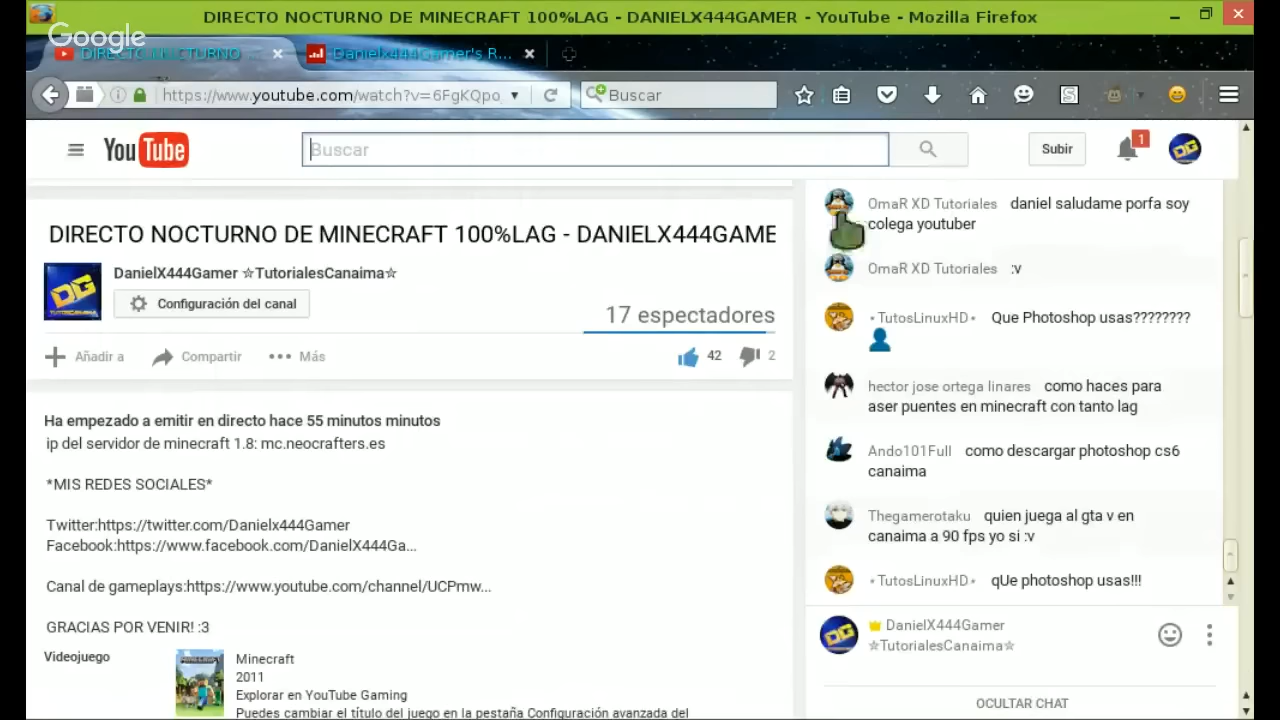 DIRECTO NOCTURNO DE MINECRAFT 100%LAG - DANIELX444GAMER - YouTube - Mozilla Firefox
Google
DIRECTO NOCTURNO
Danielx444Gamer's R...
https://www.youtube.com/watch?v=6FgKQpo
Buscar
YouTube
Buscar
Subir
1
DG
DIRECTO NOCTURNO DE MINECRAFT 100%LAG - DANIELX444GAME
DanielX444Gamer ☆TutorialesCanaima☆
Configuración del canal
17 espectadores
Añadir a
Compartir
Más
42
2
Ha empezado a emitir en directo hace 55 minutos minutos
ip del servidor de minecraft 1.8: mc.neocrafters.es
*MIS REDES SOCIALES*
Twitter:https://twitter.com/Danielx444Gamer
Facebook:https://www.facebook.com/DanielX444Ga...
Canal de gameplays:https://www.youtube.com/channel/UCPmw...
GRACIAS POR VENIR! :3
Videojuego
Minecraft
2011
Explorar en YouTube Gaming
Puedes cambiar el título del juego en la pestaña Configuración avanzada del
OmaR XD Tutoriales daniel saludame porfa soy
colega youtuber
OmaR XD Tutoriales :v
•TutosLinuxHD• Que Photoshop usas????????
hector jose ortega linares como haces para
aser puentes en minecraft con tanto lag
Ando101Full como descargar photoshop cs6
canaima
Thegamerotaku quien juega al gta v en
canaima a 90 fps yo si :v
•TutosLinuxHD• qUe photoshop usas!!!
DG
DanielX444Gamer
☆TutorialesCanaima☆
OCULTAR CHAT